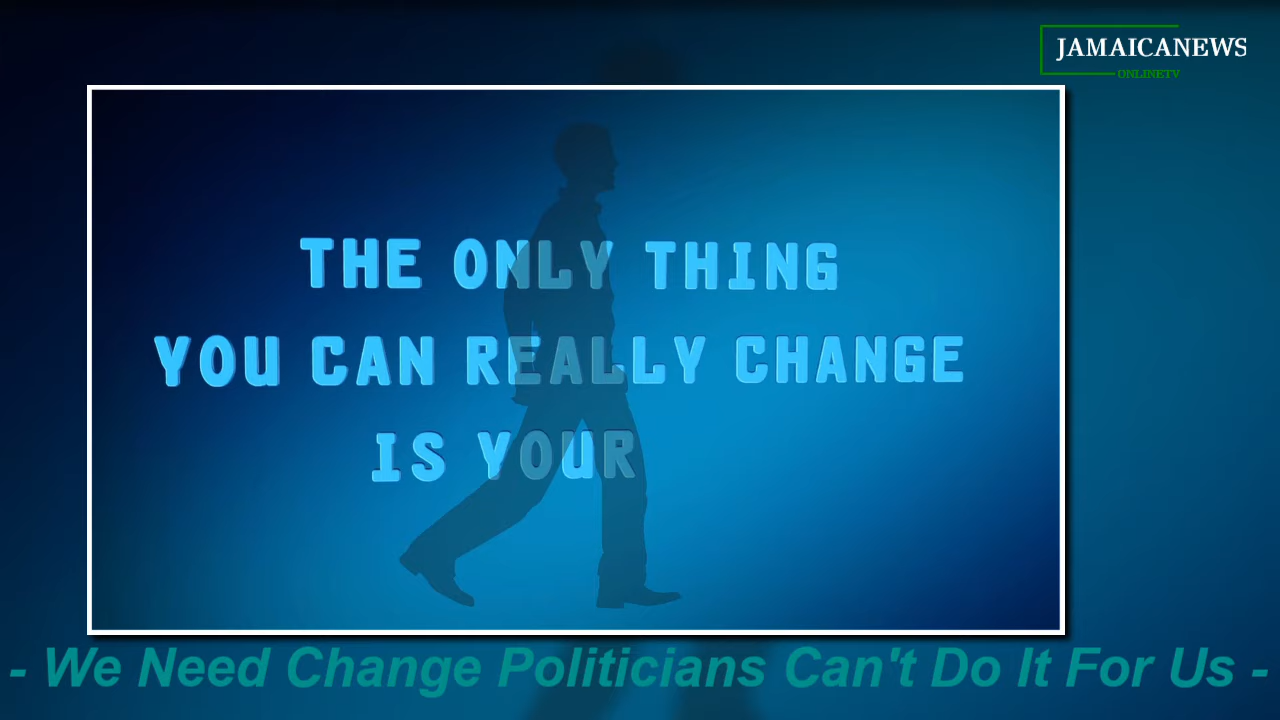 JAMAICANEWS
ONLINETV
THE ONLY THING
YOU CAN REALLY CHANGE
IS YOUR
- We Need Change Politicians Can't Do It For Us -